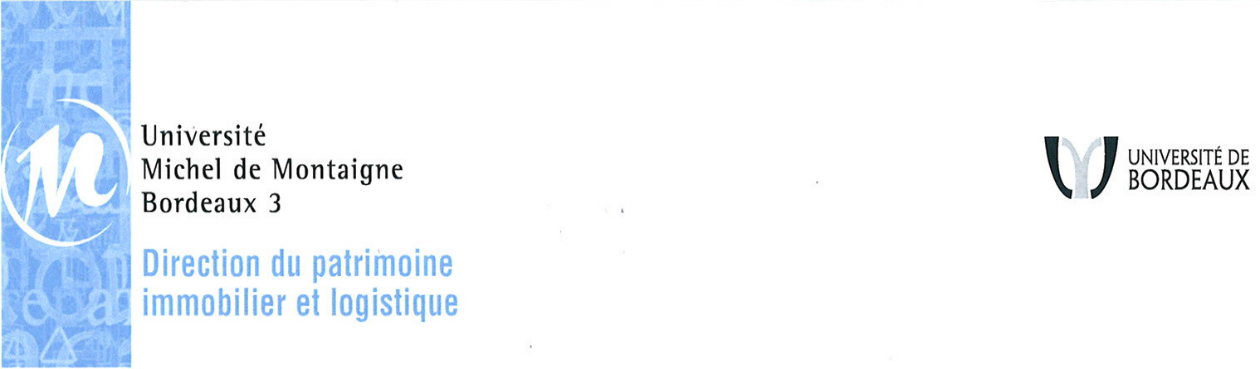 Université
Michel de Montaigne
Bordeaux 3
Direction du patrimoine
immobilier et logistique
UNIVERSITÉ DE
BORDEAUX